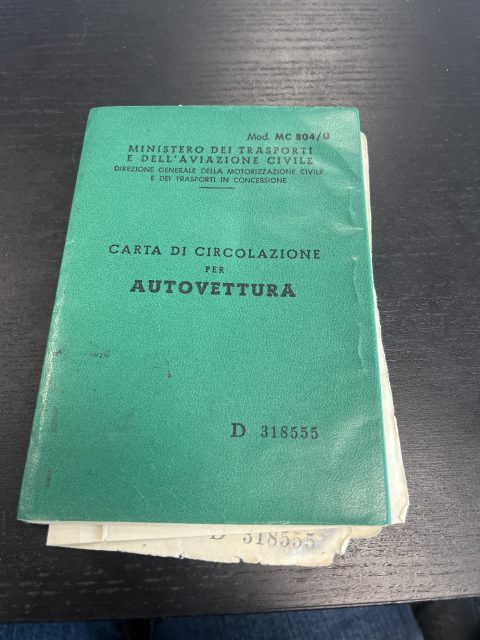 Mod. MC 804/U
MINISTERO DEI TRASPORTI
E DELL'AVIAZIONE CIVILE
DIREZIONE GENERALE DELLA MOTORIZZAZIONE CIVILE
E DEI TRASPORTI IN CONCESSIONE
CARTA DI CIRCOLAZIONE
PER
AUTOVETTURA
D 318555
D 318555